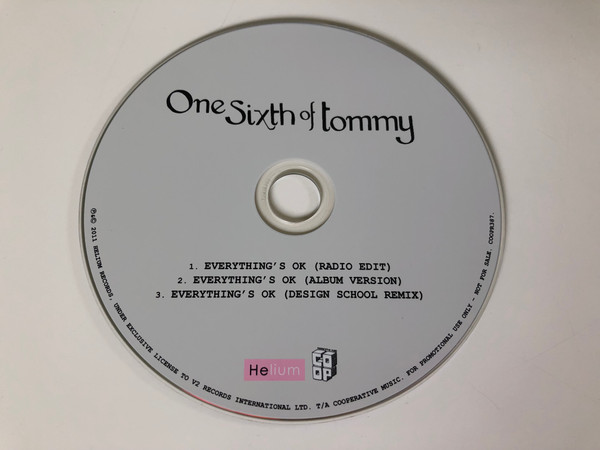 One Sixth of tommy
1. EVERYTHING'S OK (RADIO EDIT)
2. EVERYTHING'S OK (ALBUM VERSION)
3. EVERYTHING'S OK (DESIGN SCHOOL REMIX)
Helium
CO OP
℗&© 2011 HELIUM RECORDS, UNDER EXCLUSIVE LICENSE TO V2 RECORDS INTERNATIONAL LTD. T/A COOPERATIVE MUSIC. FOR PROMOTIONAL USE ONLY - NOT FOR SALE. COOPR387.